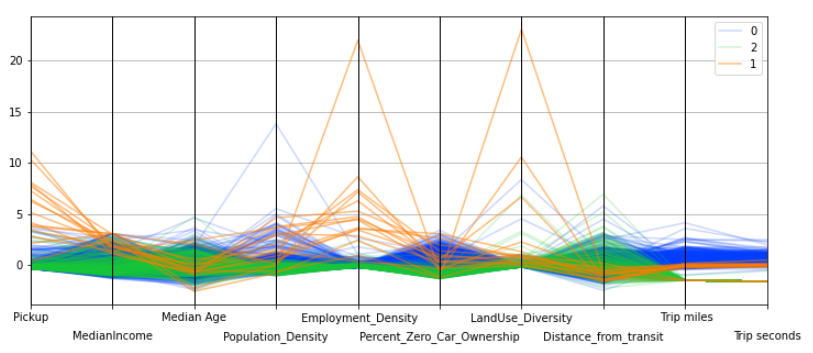 20
15
10
5
0
0
2
1
Pickup
Median Age
Employment_Density
LandUse_Diversity
Trip miles
MedianIncome
Population_Density
Percent_Zero_Car_Ownership
Distance_from_transit
Trip seconds